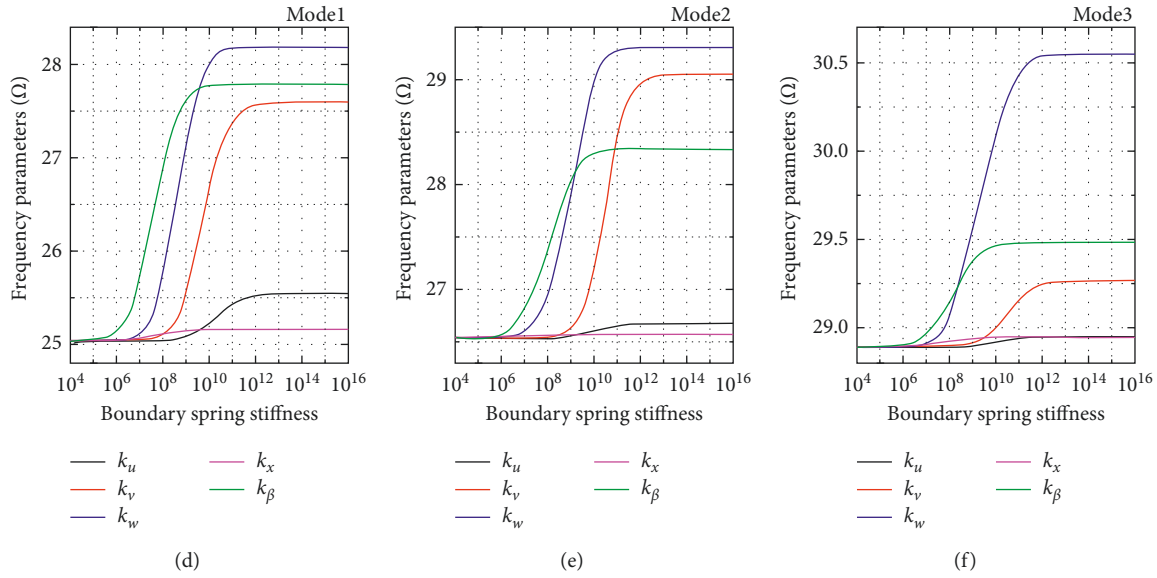 Mode1
Frequency parameters (Ω)
28
27
26
25
10^4 10^6 10^8 10^10 10^12 10^14 10^16
Boundary spring stiffness
k_u k_x
k_v k_β
k_w
(d)
Mode2
Frequency parameters (Ω)
29
28
27
10^4 10^6 10^8 10^10 10^12 10^14 10^16
Boundary spring stiffness
k_u k_x
k_v k_β
k_w
(e)
Mode3
Frequency parameters (Ω)
30.5
30.0
29.5
29.0
10^4 10^6 10^8 10^10 10^12 10^14 10^16
Boundary spring stiffness
k_u k_x
k_v k_β
k_w
(f)